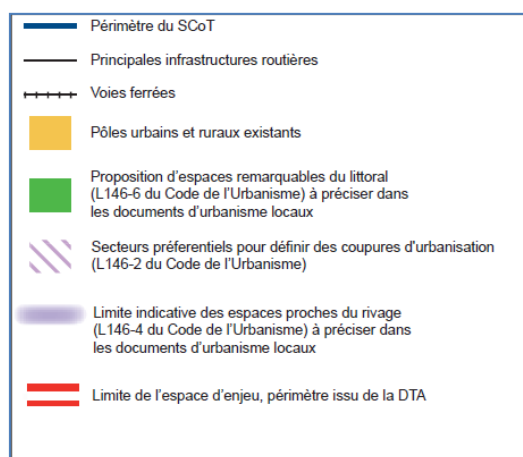 Périmètre du SCoT
Principales infrastructures routières
Voies ferrées
Pôles urbains et ruraux existants
Proposition d'espaces remarquables du littoral
(L146-6 du Code de l'Urbanisme) à préciser dans
les documents d'urbanisme locaux
Secteurs préferentiels pour définir des coupures d'urbanisation
(L146-2 du Code de l'Urbanisme)
Limite indicative des espaces proches du rivage
(L146-4 du Code de l'Urbanisme) à préciser dans
les documents d'urbanisme locaux
Limite de l'espace d'enjeu, périmètre issu de la DTA